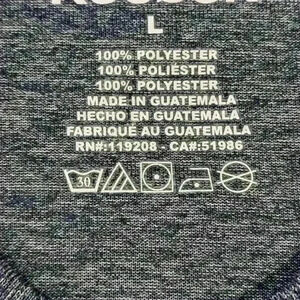 L
100% POLYESTER
100% POLIÉSTER
100% POLYESTER
MADE IN GUATEMALA
HECHO EN GUATEMALA
FABRIQUÉ AU GUATEMALA
RN#:119208 - CA#:51986
30